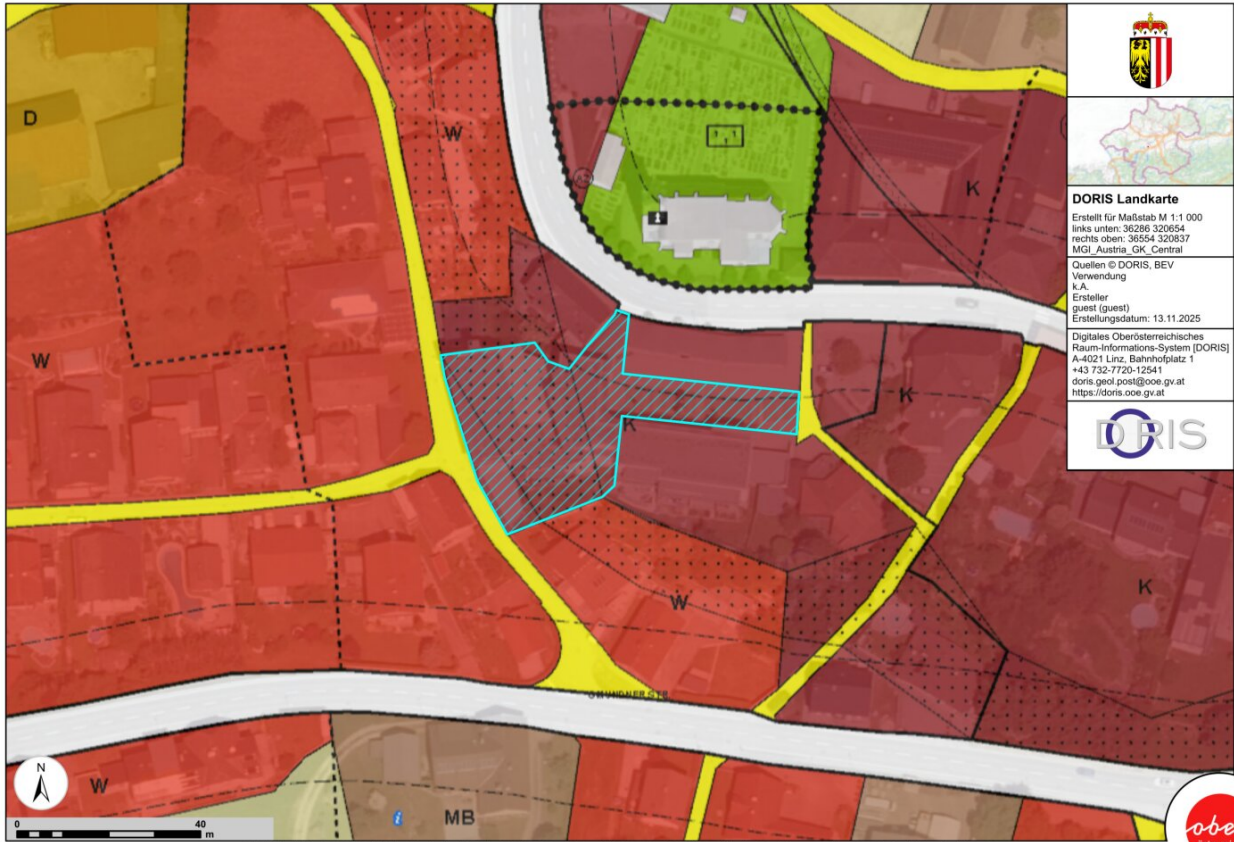 D
W
W
K
K
K
K
W
W
MB
N
0
40
m
DORIS Landkarte
Erstellt für Maßstab M 1:1 000
links unten: 36286 320654
rechts oben: 36554 320837
MGI_Austria_GK_Central
Quellen © DORIS, BEV
Verwendung
k.A.
Ersteller
guest (guest)
Erstellungsdatum: 13.11.2025
Digitales Oberösterreichisches
Raum-Informations-System [DORIS]
A-4021 Linz, Bahnhofplatz 1
+43 732-7720-12541
doris.geol.post@ooe.gv.at
https://doris.ooe.gv.at
DORIS
obe